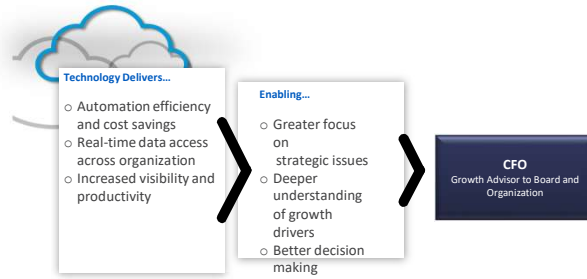 Technology Delivers...
○ Automation efficiency
and cost savings
○ Real-time data access
across organization
○ Increased visibility and
productivity
Enabling...
○ Greater focus
on
strategic issues
○ Deeper
understanding
of growth
drivers
○ Better decision
making
CFO
Growth Advisor to Board and
Organization